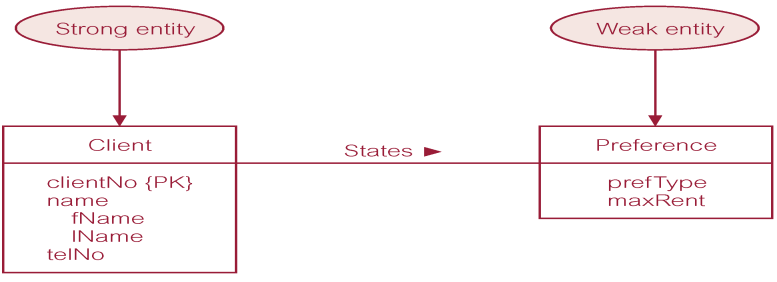 Strong entity
Weak entity
Client
States ►
Preference
clientNo {PK}
name
fName
lName
telNo
prefType
maxRent